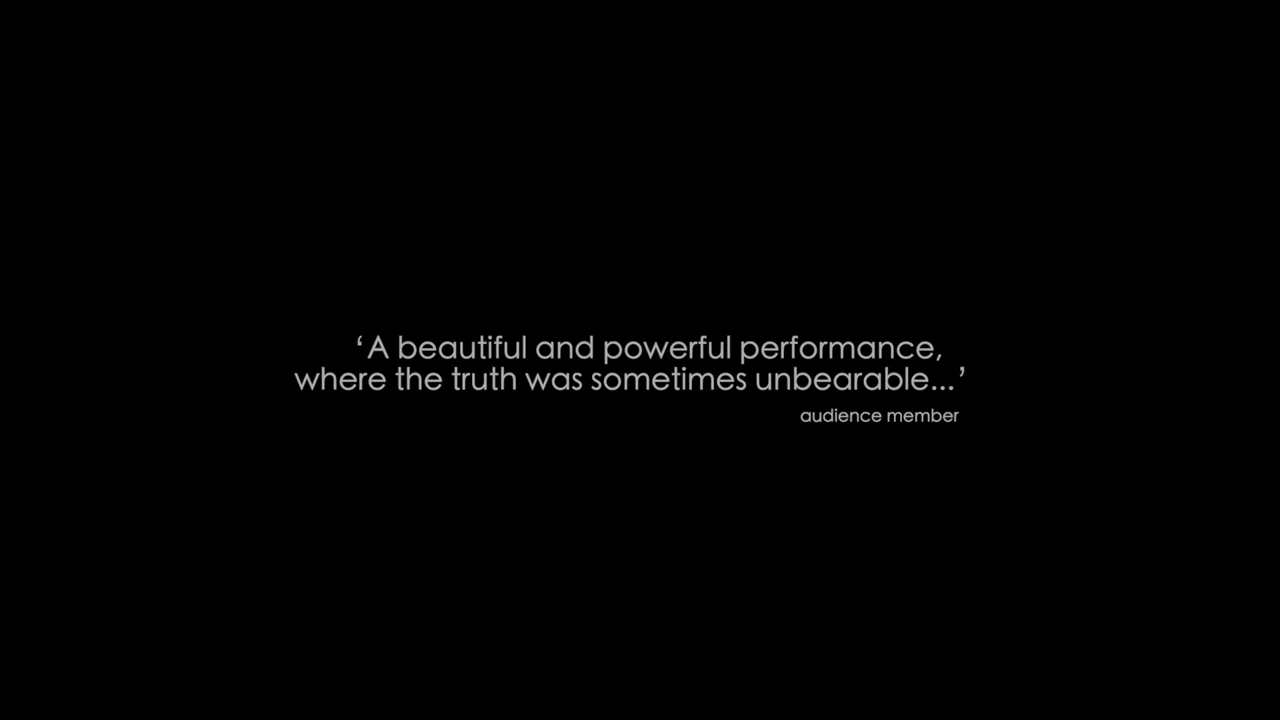 ‘A beautiful and powerful performance,
where the truth was sometimes unbearable...’
audience member